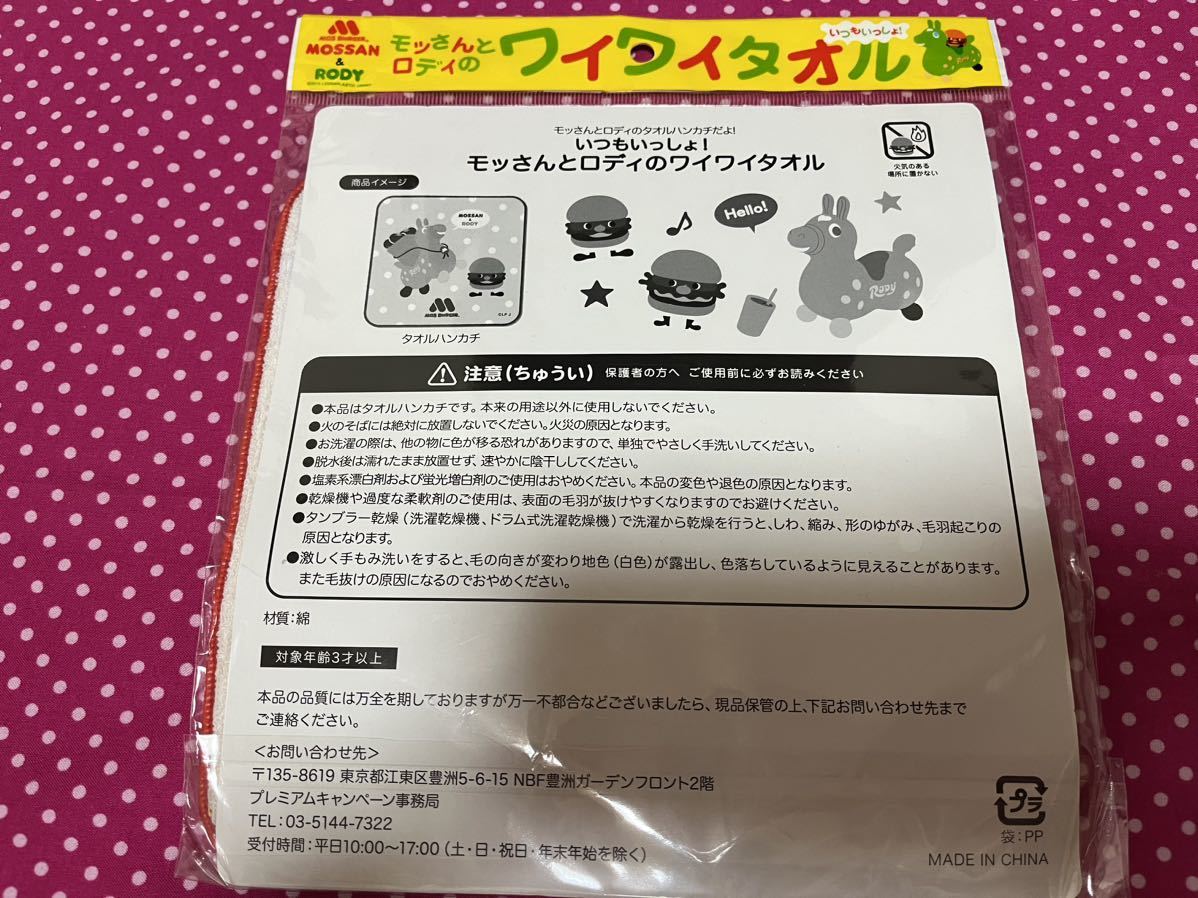 MOS BURGER
MOSSAN
&
RODY
モッさんと
ロディの
ワイワイタオル
いつもいっしょ!
モッさんとロディのタオルハンカチだよ!
いつもいっしょ!
モッさんとロディのワイワイタオル
火気のある
場所に置かない
商品イメージ
MOSSAN
&
RODY
MOS BURGER
©LP J
タオルハンカチ
Hello!
RODY
注意(ちゅうい) 保護者の方へ ご使用前に必ずお読みください
●本品はタオルハンカチです。本来の用途以外に使用しないでください。
●火のそばには絶対に放置しないでください。火災の原因となります。
●お洗濯の際は、他の物に色が移る恐れがありますので、単独でやさしく手洗いしてください。
●脱水後は濡れたまま放置せず、速やかに陰干ししてください。
●塩素系漂白剤および蛍光増白剤のご使用はおやめください。本品の変色や退色の原因となります。
●乾燥機や過度な柔軟剤のご使用は、表面の毛羽が抜けやすくなりますのでお避けください。
●タンブラー乾燥(洗濯乾燥機、ドラム式洗濯乾燥機)で洗濯から乾燥を行うと、しわ、縮み、形のゆがみ、毛羽起こりの
原因となります。
●激しく手もみ洗いをすると、毛の向きが変わり地色(白色)が露出し、色落ちしているように見えることがあります。
また毛抜けの原因になるのでおやめください。
材質:綿
対象年齢3才以上
本品の品質には万全を期しておりますが万一不都合などございましたら、現品保管の上、下記お問い合わせ先まで
ご連絡ください。
<お問い合わせ先>
〒135-8619 東京都江東区豊洲5-6-15 NBF豊洲ガーデンフロント2階
プレミアムキャンペーン事務局
TEL:03-5144-7322
受付時間:平日10:00~17:00(土・日・祝日・年末年始を除く)
プラ
袋:PP
MADE IN CHINA